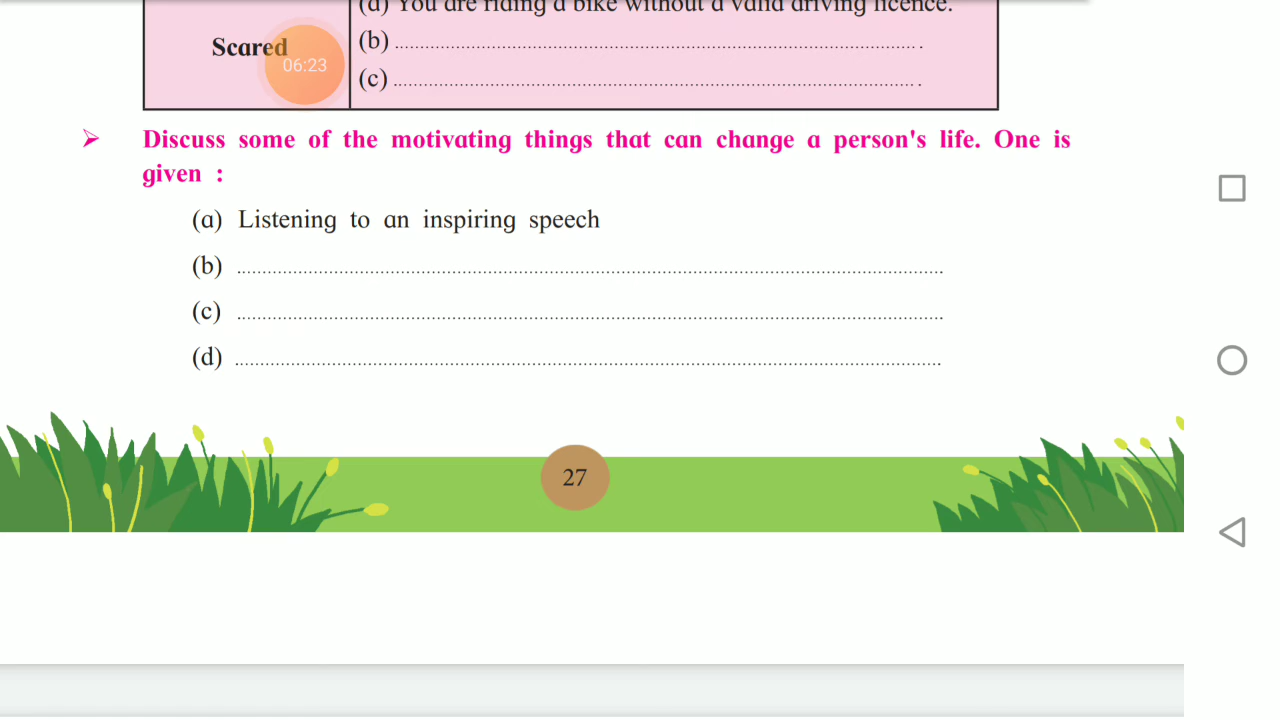 (a) You are riding a bike without a valid driving licence.
Scared
06:23
(b) ............................................................ .
(c) ............................................................ .
➢ Discuss some of the motivating things that can change a person's life. One is
given :
(a) Listening to an inspiring speech
(b) ............................................................
(c) ............................................................
(d) ............................................................
27